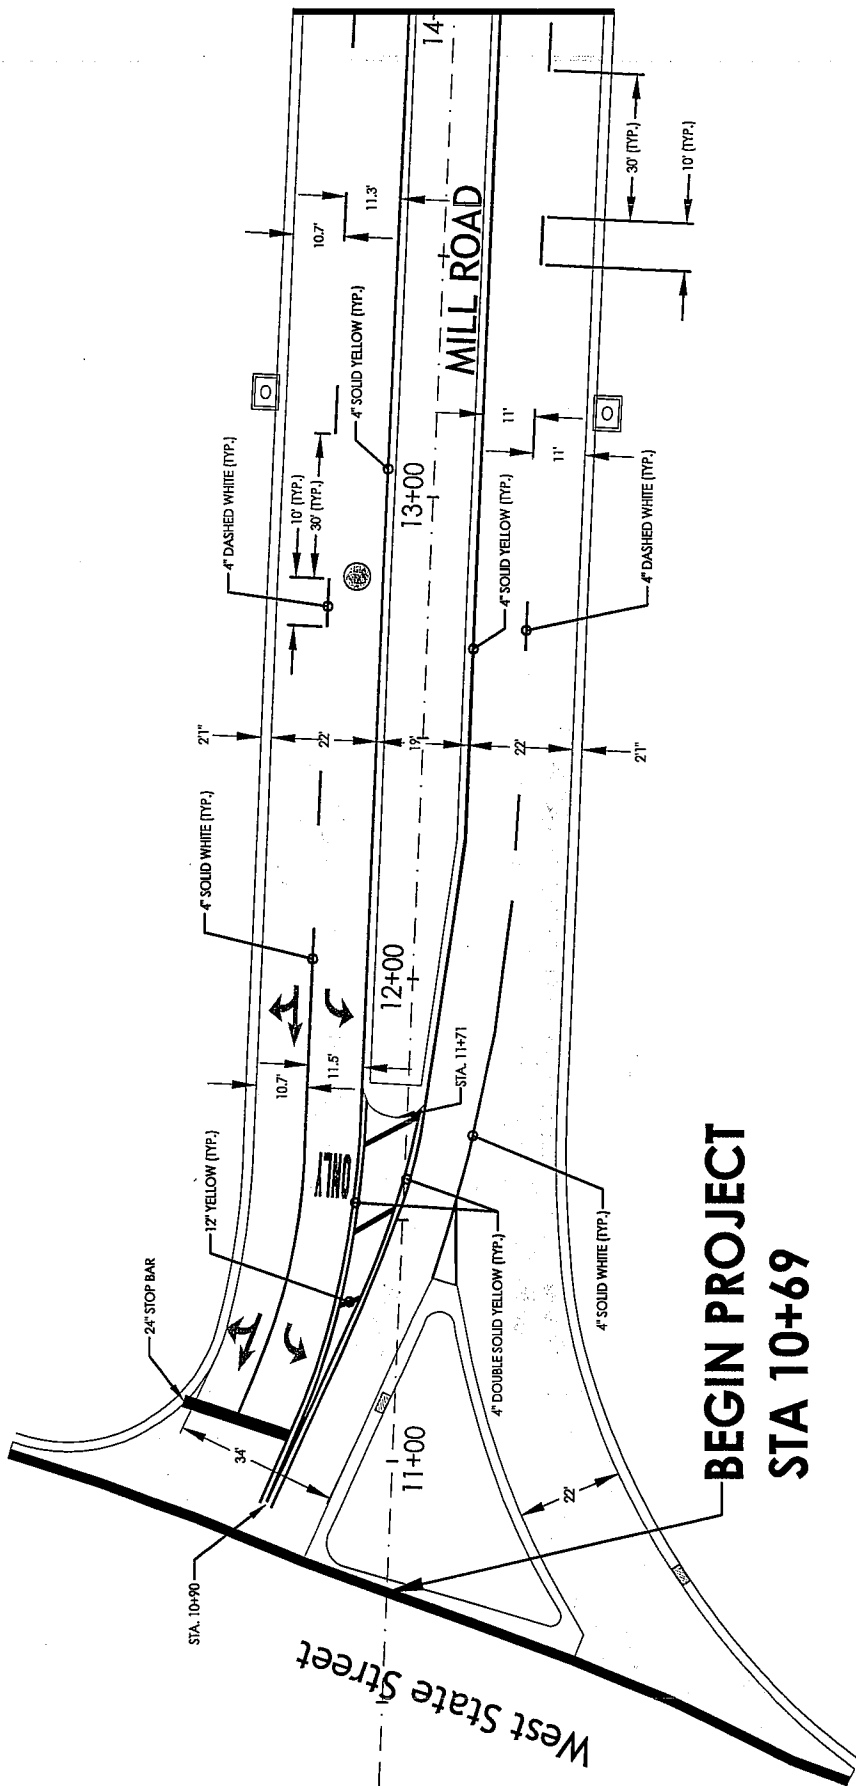 14
10.7'
11.3'
30' (TYP.)
10' (TYP.)
MILL ROAD
4" SOLID YELLOW (TYP.)
11'
11'
4" DASHED WHITE (TYP.)
10' (TYP.)
30' (TYP.)
13+00
4" SOLID YELLOW (TYP.)
4" DASHED WHITE (TYP.)
2'1"
22'
19'
22'
2'1"
4" SOLID WHITE (TYP.)
12+00
10.7'
11.5'
STA. 11+71
ONLY
12" YELLOW (TYP.)
24" STOP BAR
4" DOUBLE SOLID YELLOW (TYP.)
4" SOLID WHITE (TYP.)
34'
11+00
22'
STA. 10+90
BEGIN PROJECT
STA 10+69
West State Street